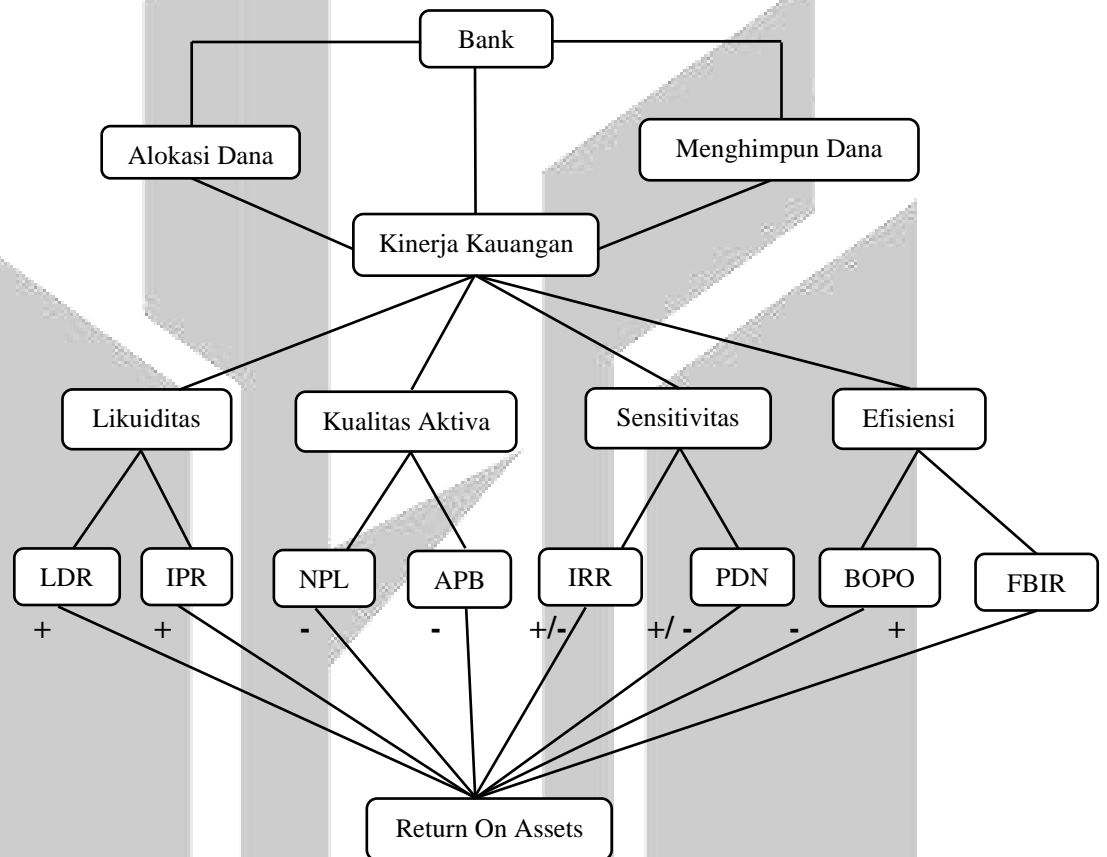 Bank
Alokasi Dana
Menghimpun Dana
Kinerja Kauangan
Likuiditas
Kualitas Aktiva
Sensitivitas
Efisiensi
LDR
IPR
NPL
APB
IRR
PDN
BOPO
FBIR
+ + - - +/- +/ - - +
Return On Assets